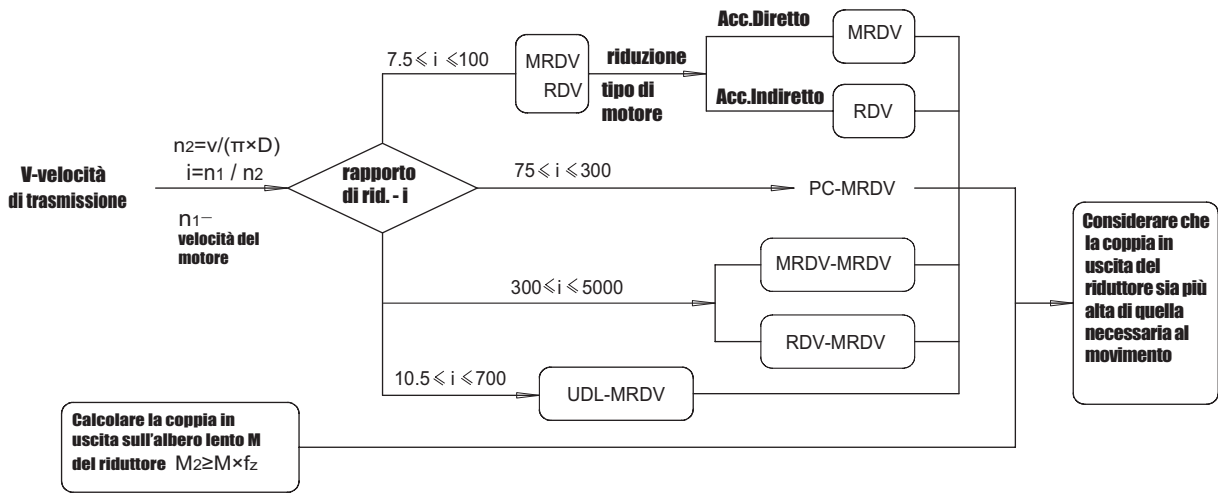 V-velocità
di trasmissione
n2=v/(π×D)
i=n1 / n2
n1–
velocità del
motore
rapporto
di rid. - i
7.5≤ i ≤100
MRDV
RDV
riduzione
tipo di
motore
Acc.Diretto
MRDV
Acc.Indiretto
RDV
75≤ i ≤300
PC-MRDV
300≤i≤5000
MRDV-MRDV
RDV-MRDV
10.5≤ i ≤700
UDL-MRDV
Calcolare la coppia in
uscita sull'albero lento M
del riduttore M2≥M×fz
Considerare che
la coppia in
uscita del
riduttore sia più
alta di quella
necessaria al
movimento